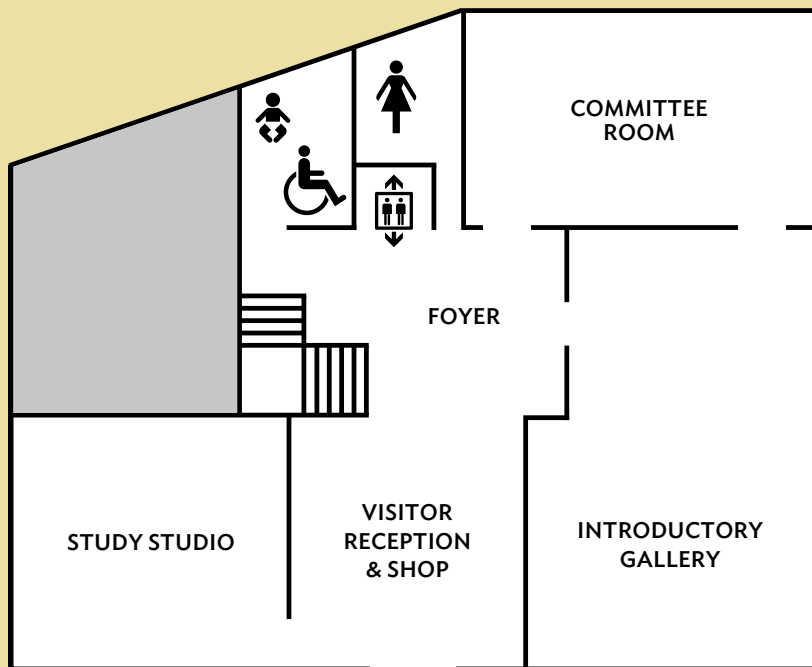 COMMITTEE
ROOM
FOYER
STUDY STUDIO
VISITOR
RECEPTION
& SHOP
INTRODUCTORY
GALLERY